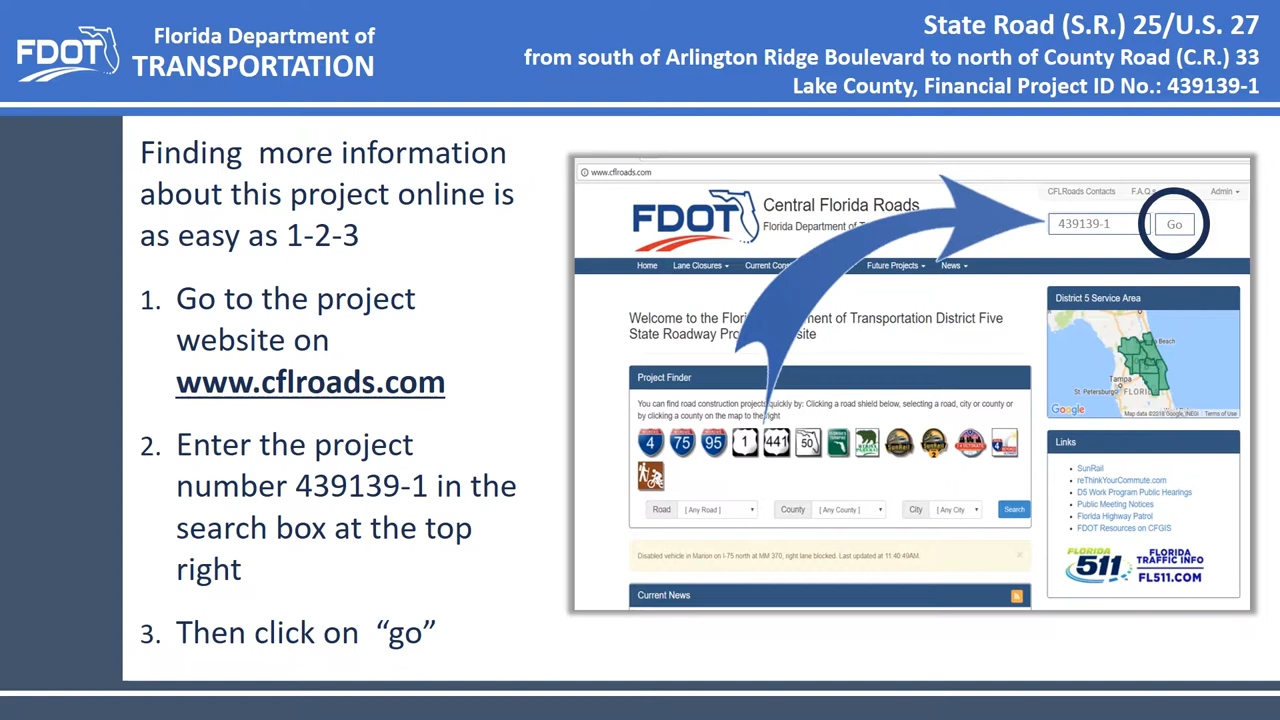 FDOT
Florida Department of
TRANSPORTATION
State Road (S.R.) 25/U.S. 27
from south of Arlington Ridge Boulevard to north of County Road (C.R.) 33
Lake County, Financial Project ID No.: 439139-1
Finding more information
about this project online is
as easy as 1-2-3
1. Go to the project
website on
www.cflroads.com
2. Enter the project
number 439139-1 in the
search box at the top
right
3. Then click on “go”
www.cflroads.com
CFLRoads Contacts F.A.Q. Admin
FDOT
Central Florida Roads
Florida Department of
439139-1 Go
Home Lane Closures Current Future Projects News
Welcome to the of Transportation District Five
State Roadway
Project Finder
You can find road construction projects quickly by: Clicking a road shield below, selecting a road, city or county or
by clicking a county on the map to the right
4 75 95 1 441 50
Road [ Any Road ] County [ Any County ] City [ Any City ] Search
Disabled vehicle in Marion on I-75 north at MM 370, right lane blocked. Last updated at 11:40:49AM.
Current News
District 5 Service Area
Beach
Tampa
St. Petersburg
Google
Map data ©2018 Google, INEGI Terms of Use
Links
SunRail
reThinkYourCommute.com
D5 Work Program Public Hearings
Public Meeting Notices
Florida Highway Patrol
FDOT Resources on CFGIS
FLORIDA
511
FLORIDA
TRAFFIC INFO
FL511.COM